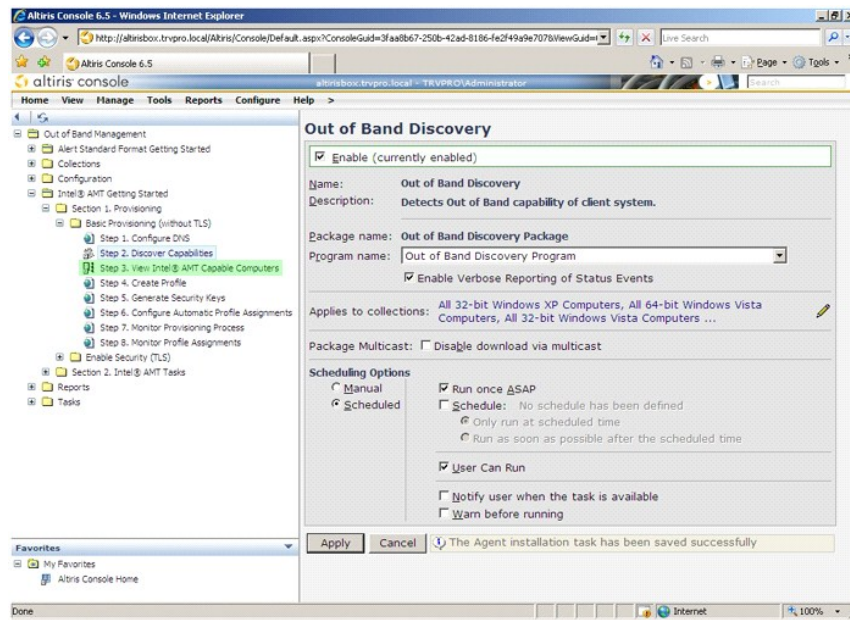 Altiris Console 6.5 - Windows Internet Explorer
http://altirisbox.trvpro.local/Altiris/Console/Default.aspx?ConsoleGuid=3faa8b67-250b-42ad-8186-fe2f49a9e707&ViewGuid=
Live Search
Altiris Console 6.5
Page
Tools
altiris console
altirisbox.trvpro.local - TRVPRO\Administrator
Search
Home View Manage Tools Reports Configure Help >
Out of Band Management
Alert Standard Format Getting Started
Collections
Configuration
Intel® AMT Getting Started
Section 1. Provisioning
Basic Provisioning (without TLS)
Step 1. Configure DNS
Step 2. Discover Capabilities
Step 3. View Intel® AMT Capable Computers
Step 4. Create Profile
Step 5. Generate Security Keys
Step 6. Configure Automatic Profile Assignments
Step 7. Monitor Provisioning Process
Step 8. Monitor Profile Assignments
Enable Security (TLS)
Section 2. Intel® AMT Tasks
Reports
Tasks
Favorites
My Favorites
Altiris Console Home
Out of Band Discovery
Enable (currently enabled)
Name: Out of Band Discovery
Description: Detects Out of Band capability of client system.
Package name: Out of Band Discovery Package
Program name: Out of Band Discovery Program
Enable Verbose Reporting of Status Events
Applies to collections: All 32-bit Windows XP Computers, All 64-bit Windows Vista
Computers, All 32-bit Windows Vista Computers ...
Package Multicast: Disable download via multicast
Scheduling Options
Manual
Scheduled
Run once ASAP
Schedule: No schedule has been defined
Only run at scheduled time
Run as soon as possible after the scheduled time
User Can Run
Notify user when the task is available
Warn before running
Apply Cancel The Agent installation task has been saved successfully
Done
Internet
100%